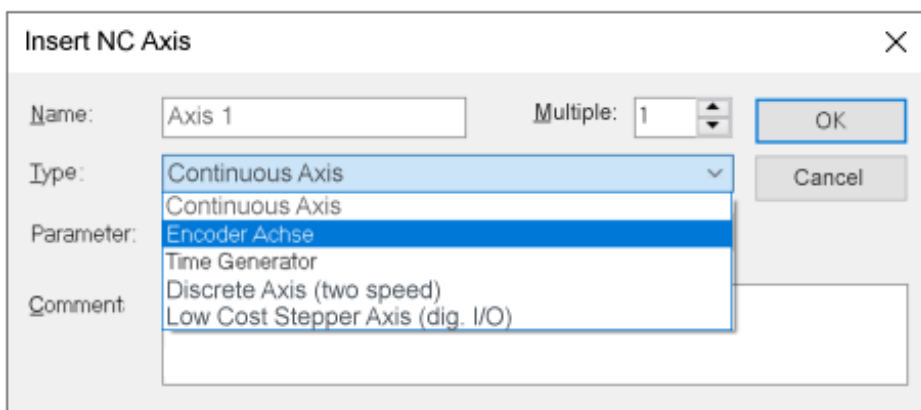 Insert NC Axis
Name: Axis 1 Multiple: 1 OK
Type: Continuous Axis Cancel
Continuous Axis
Parameter: Encoder Achse
Time Generator
Discrete Axis (two speed)
Comment: Low Cost Stepper Axis (dig. I/O)